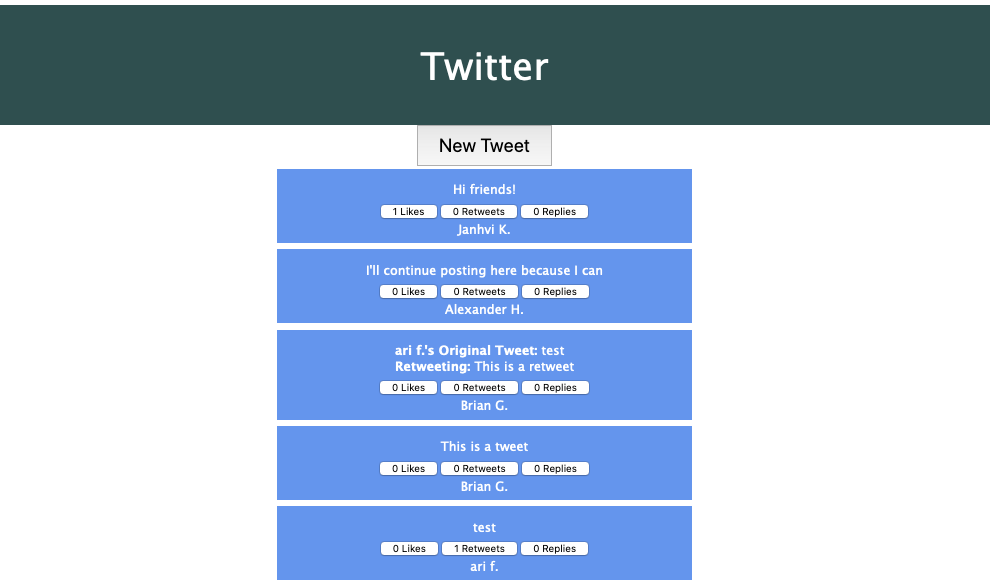 Twitter
New Tweet
Hi friends!
1 Likes 0 Retweets 0 Replies
Janhvi K.
I'll continue posting here because I can
0 Likes 0 Retweets 0 Replies
Alexander H.
ari f.'s Original Tweet: test
Retweeting: This is a retweet
0 Likes 0 Retweets 0 Replies
Brian G.
This is a tweet
0 Likes 0 Retweets 0 Replies
Brian G.
test
0 Likes 1 Retweets 0 Replies
ari f.